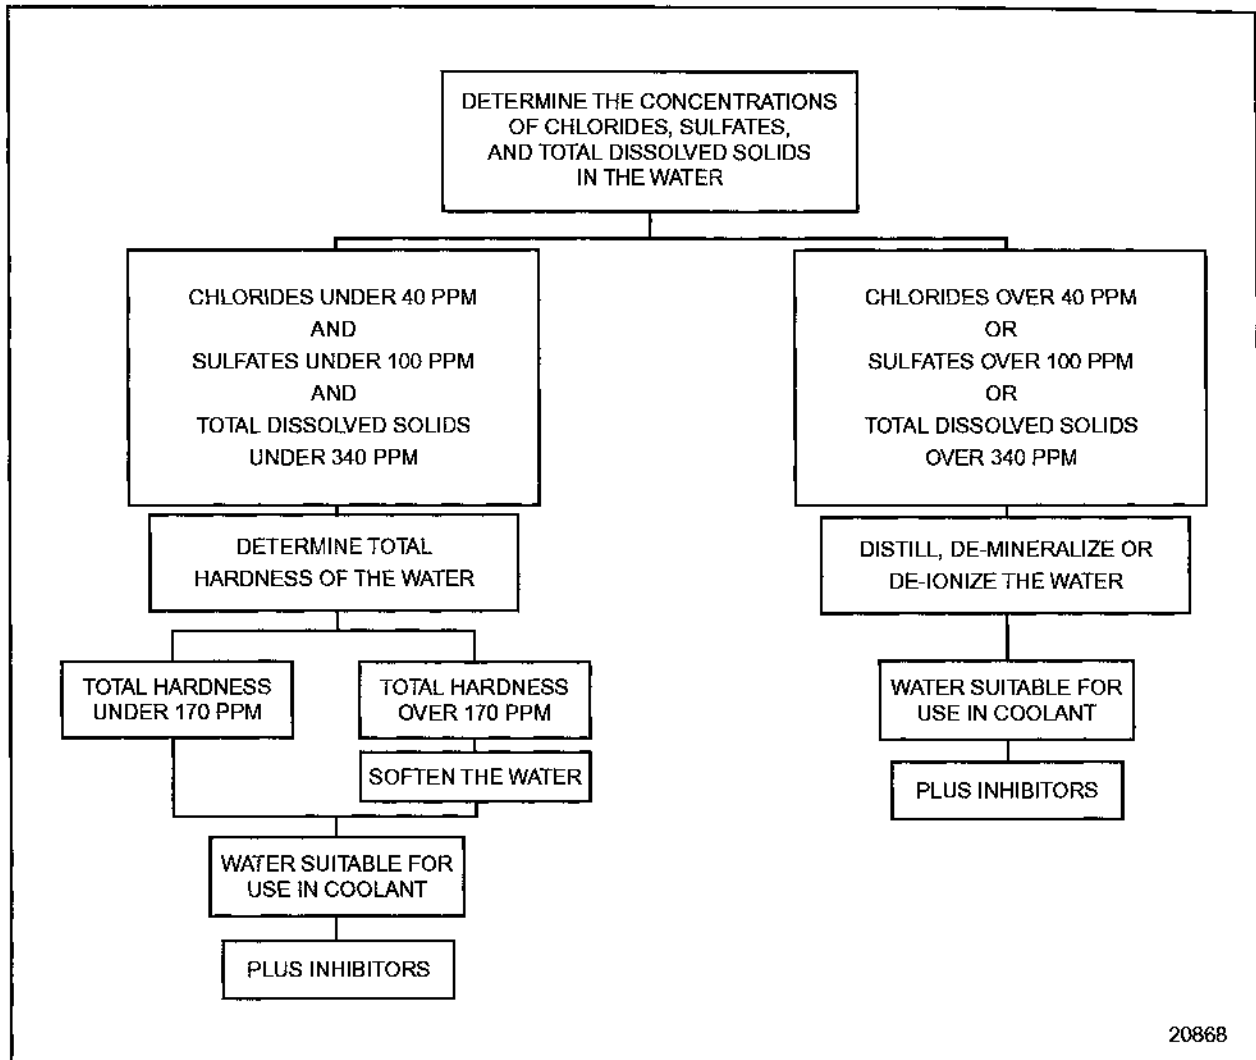 DETERMINE THE CONCENTRATIONS
OF CHLORIDES, SULFATES,
AND TOTAL DISSOLVED SOLIDS
IN THE WATER
CHLORIDES UNDER 40 PPM
AND
SULFATES UNDER 100 PPM
AND
TOTAL DISSOLVED SOLIDS
UNDER 340 PPM
CHLORIDES OVER 40 PPM
OR
SULFATES OVER 100 PPM
OR
TOTAL DISSOLVED SOLIDS
OVER 340 PPM
DETERMINE TOTAL
HARDNESS OF THE WATER
DISTILL, DE-MINERALIZE OR
DE-IONIZE THE WATER
TOTAL HARDNESS
UNDER 170 PPM
TOTAL HARDNESS
OVER 170 PPM
SOFTEN THE WATER
WATER SUITABLE FOR
USE IN COOLANT
PLUS INHIBITORS
WATER SUITABLE FOR
USE IN COOLANT
PLUS INHIBITORS
20868